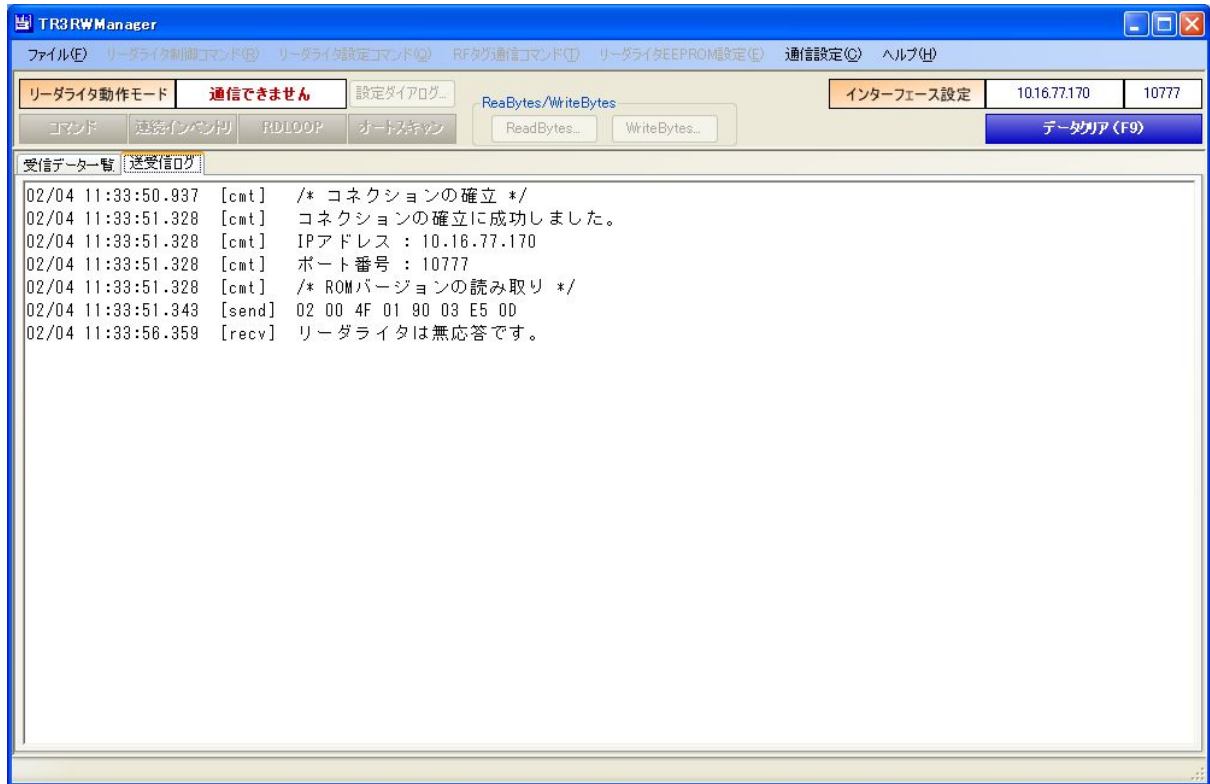 TR3RWManager
ファイル(F) リーダライタ制御コマンド(R) リーダライタ設定コマンド(Q) RFタグ通信コマンド(T) リーダライタEEPROM設定(E) 通信設定(C) ヘルプ(H)
リーダライタ動作モード 通信できません 設定ダイアログ... ReaBytes/WriteBytes インターフェース設定 10.16.77.170 10777
コマンド 連続インベントリ RDLOOP オートスキャン ReadBytes... WriteBytes... データクリア (F9)
受信データ一覧 送受信ログ
02/04 11:33:50.937 [cmt] /* コネクションの確立 */
02/04 11:33:51.328 [cmt] コネクションの確立に成功しました。
02/04 11:33:51.328 [cmt] IPアドレス : 10.16.77.170
02/04 11:33:51.328 [cmt] ポート番号 : 10777
02/04 11:33:51.328 [cmt] /* ROMバージョンの読み取り */
02/04 11:33:51.343 [send] 02 00 4F 01 90 03 E5 0D
02/04 11:33:56.359 [recv] リーダライタは無応答です。